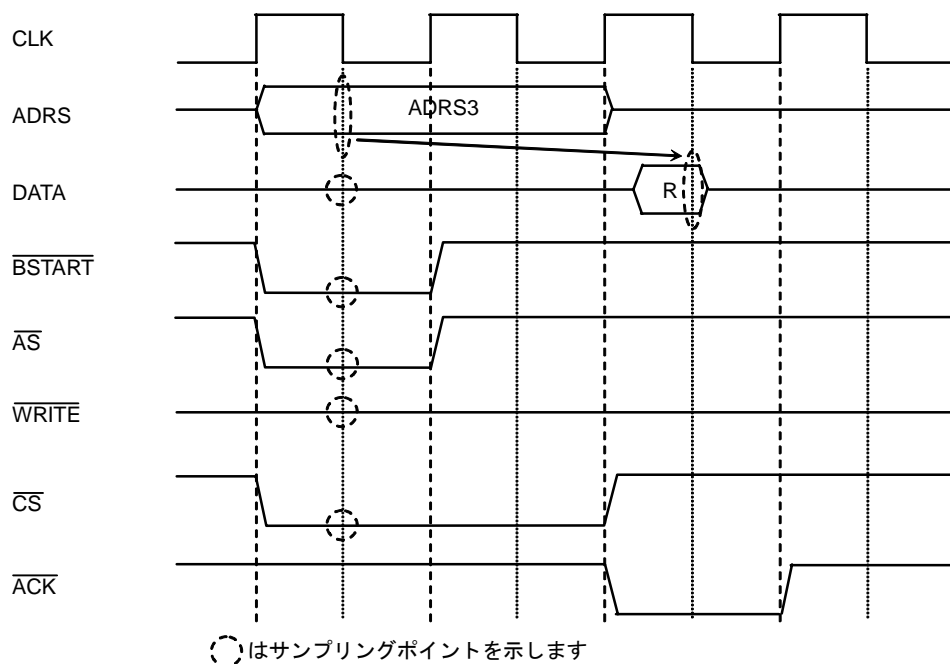 CLK
ADRS
ADRS3
DATA
R
BSTART
AS
WRITE
CS
ACK
はサンプリングポイントを示します